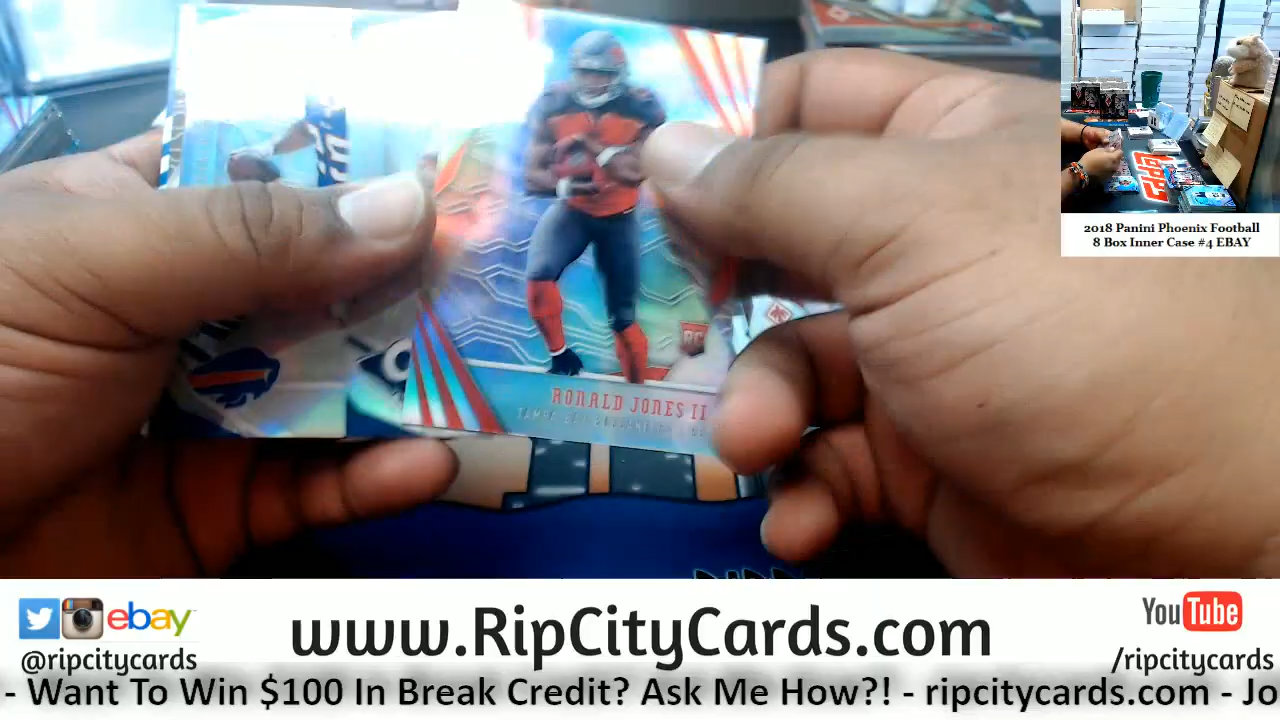 RC
RONALD JONES II
2018 Panini Phoenix Football
8 Box Inner Case #4 EBAY
ebay
@ripcitycards
www.RipCityCards.com
YouTube
/ripcitycards
- Want To Win $100 In Break Credit? Ask Me How?! - ripcitycards.com - Jo